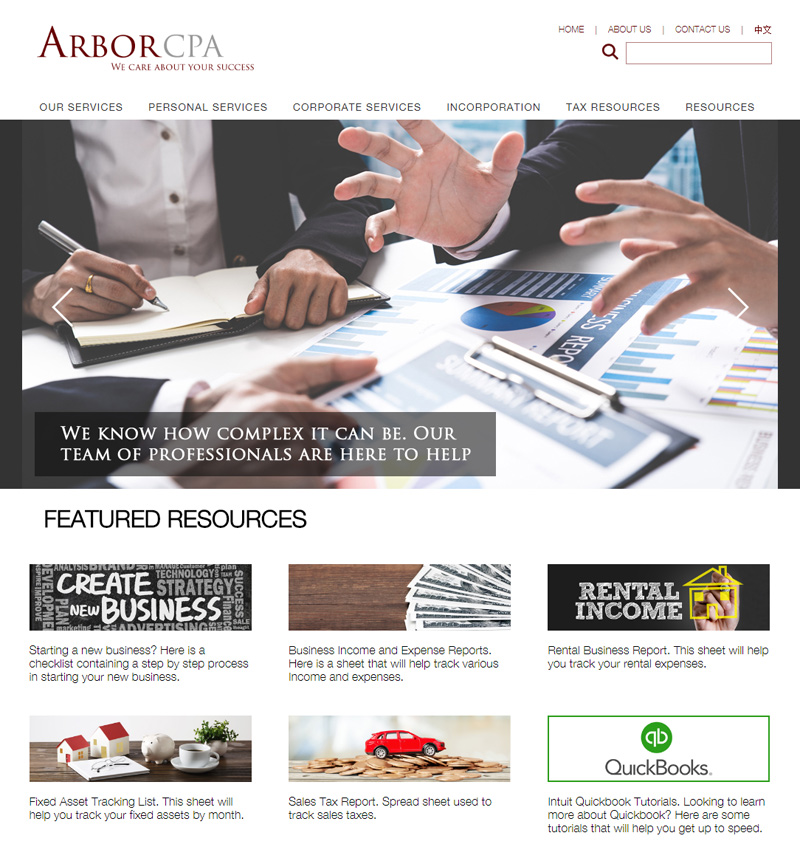 ARBORCPA
WE CARE ABOUT YOUR SUCCESS
HOME | ABOUT US | CONTACT US | 中文
OUR SERVICES PERSONAL SERVICES CORPORATE SERVICES INCORPORATION TAX RESOURCES RESOURCES
BUSINESS REPO
SUMMARY REPORT
WE KNOW HOW COMPLEX IT CAN BE. OUR
TEAM OF PROFESSIONALS ARE HERE TO HELP
FEATURED RESOURCES
ANALYSIS BRAND MANAGE Customer plan
TECHNOLOGY
CREATE STRATEGY
NEW BUSINESS
DEVELOPMENT
INSPIRE IMPROVE
PLAN
SUCCESS
TEAM
Finance
SALE
marketing ADVERTISING
RENTAL
INCOME
Starting a new business? Here is a
checklist containing a step by step process
in starting your new business.
Business Income and Expense Reports.
Here is a sheet that will help track various
Income and expenses.
Rental Business Report. This sheet will help
you track your rental expenses.
qb
QuickBooks.
Fixed Asset Tracking List. This sheet will
help you track your fixed assets by month.
Sales Tax Report. Spread sheet used to
track sales taxes.
Intuit Quickbook Tutorials. Looking to learn
more about Quickbook? Here are some
tutorials that will help you get up to speed.